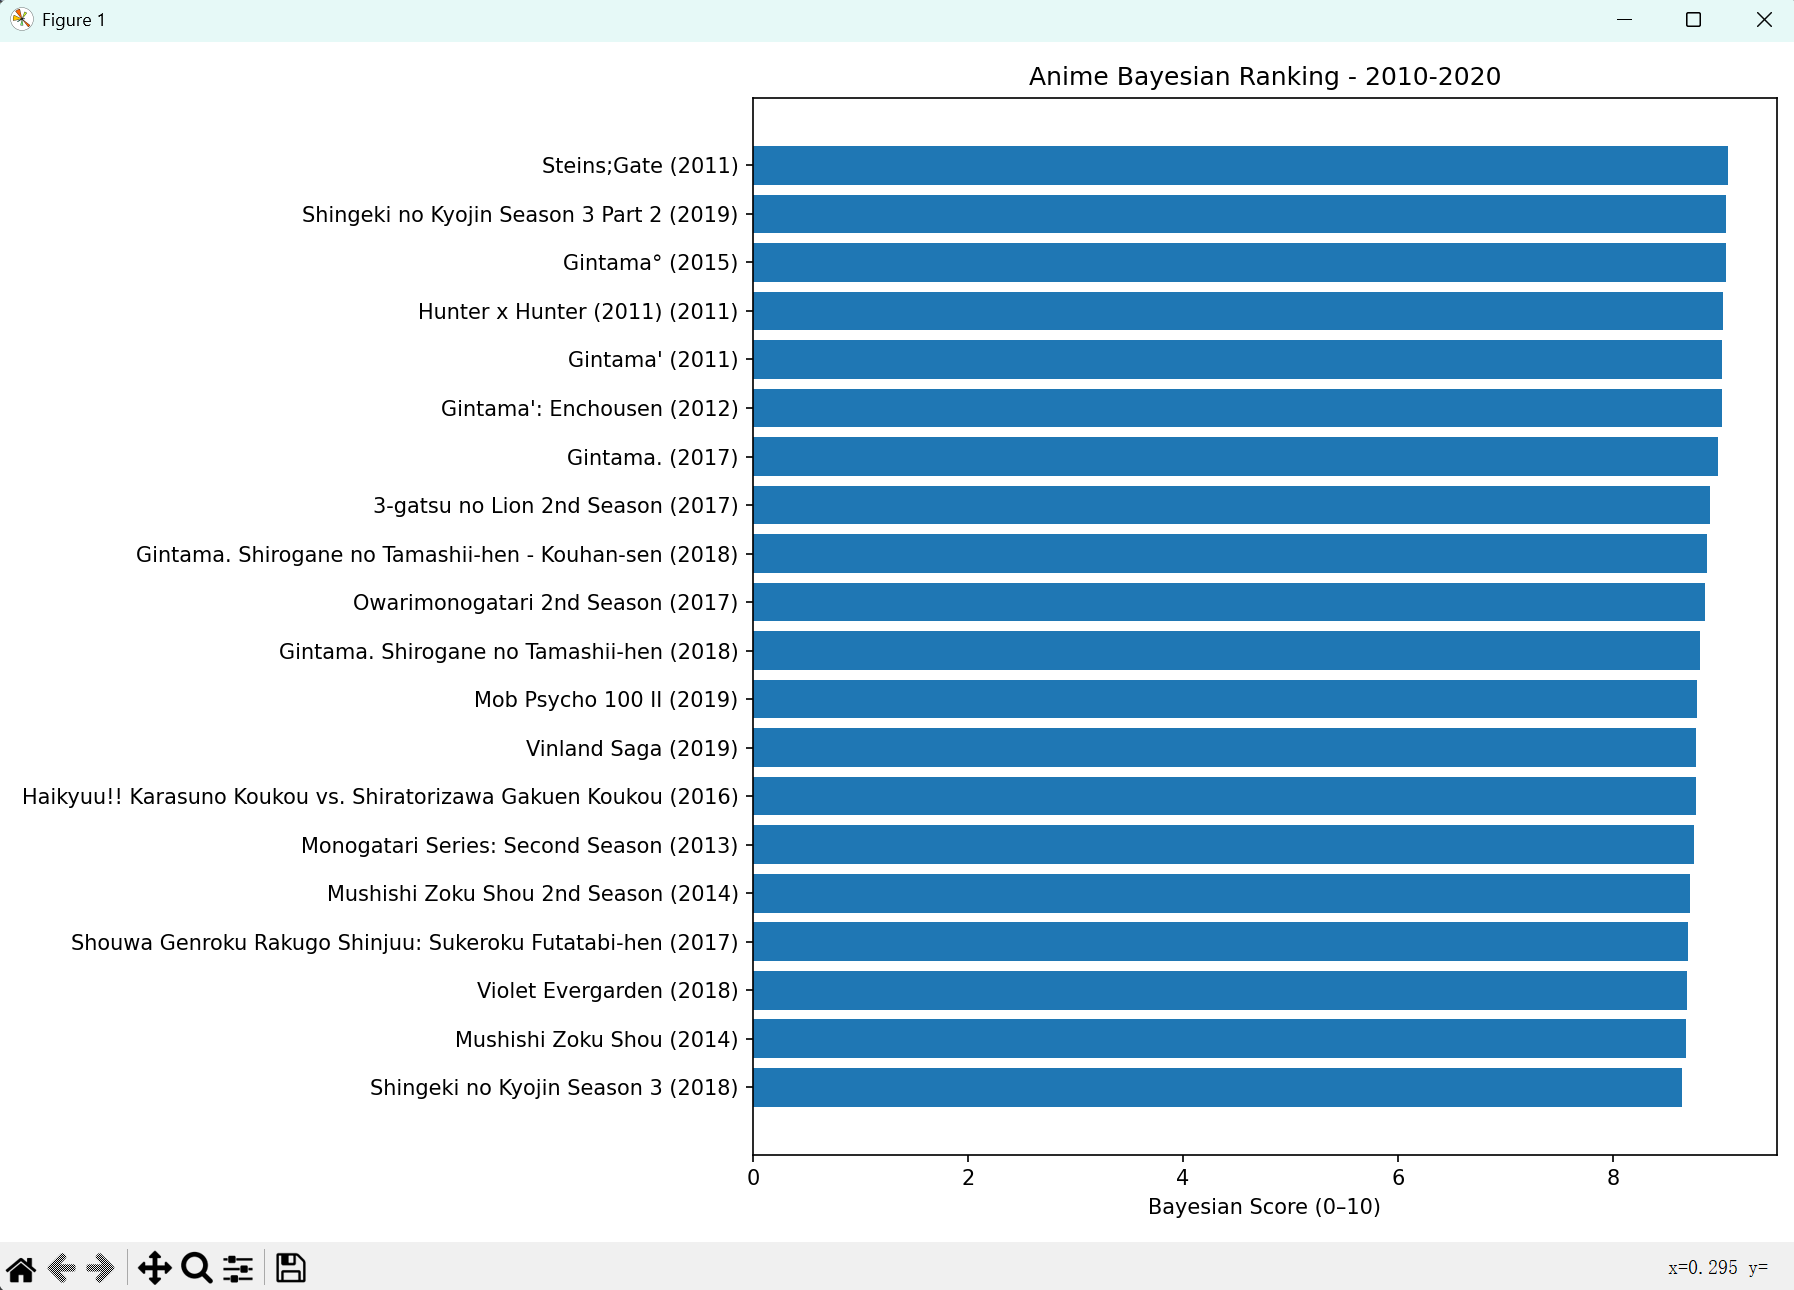 Figure 1
Anime Bayesian Ranking - 2010-2020
Steins;Gate (2011)
Shingeki no Kyojin Season 3 Part 2 (2019)
Gintama° (2015)
Hunter x Hunter (2011) (2011)
Gintama' (2011)
Gintama': Enchousen (2012)
Gintama. (2017)
3-gatsu no Lion 2nd Season (2017)
Gintama. Shirogane no Tamashii-hen - Kouhan-sen (2018)
Owarimonogatari 2nd Season (2017)
Gintama. Shirogane no Tamashii-hen (2018)
Mob Psycho 100 II (2019)
Vinland Saga (2019)
Haikyuu!! Karasuno Koukou vs. Shiratorizawa Gakuen Koukou (2016)
Monogatari Series: Second Season (2013)
Mushishi Zoku Shou 2nd Season (2014)
Shouwa Genroku Rakugo Shinjuu: Sukeroku Futatabi-hen (2017)
Violet Evergarden (2018)
Mushishi Zoku Shou (2014)
Shingeki no Kyojin Season 3 (2018)
0 2 4 6 8
Bayesian Score (0–10)
x=0.295 y=